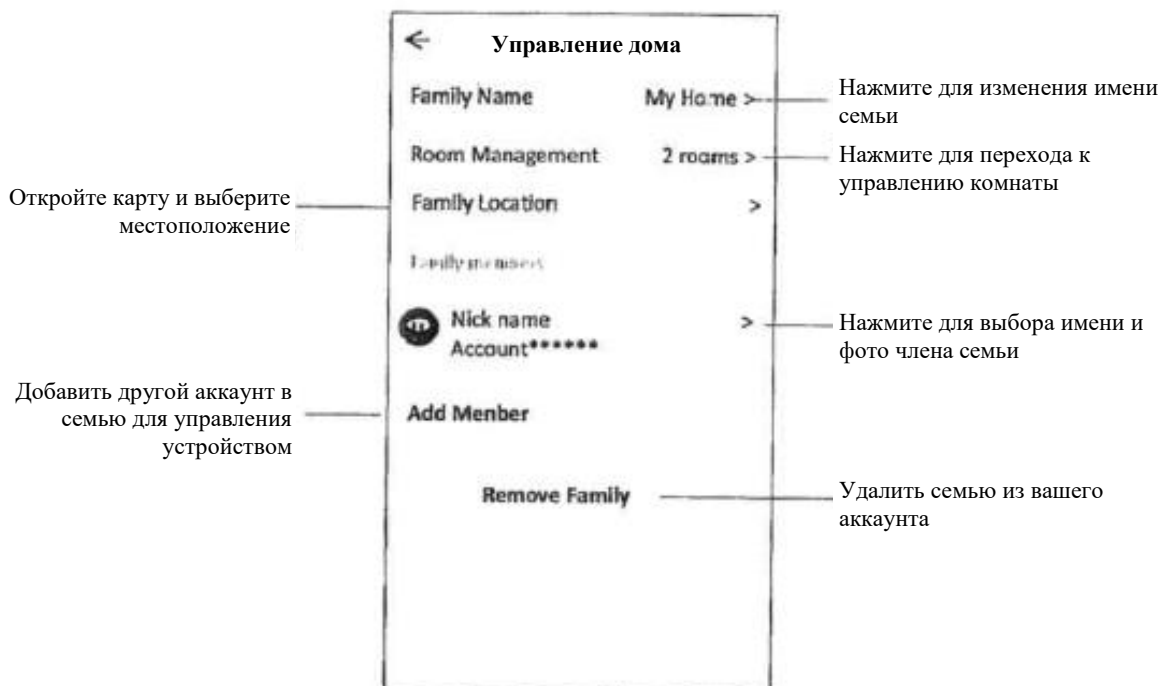 Управление дома
Family Name My Home >
Нажмите для изменения имени
семьи
Room Management 2 rooms >
Нажмите для перехода к
управлению комнаты
Откройте карту и выберите
местоположение
Family Location >
Family members
Nick name >
Account******
Нажмите для выбора имени и
фото члена семьи
Добавить другой аккаунт в
семью для управления
устройством
Add Menber
Remove Family
Удалить семью из вашего
аккаунта